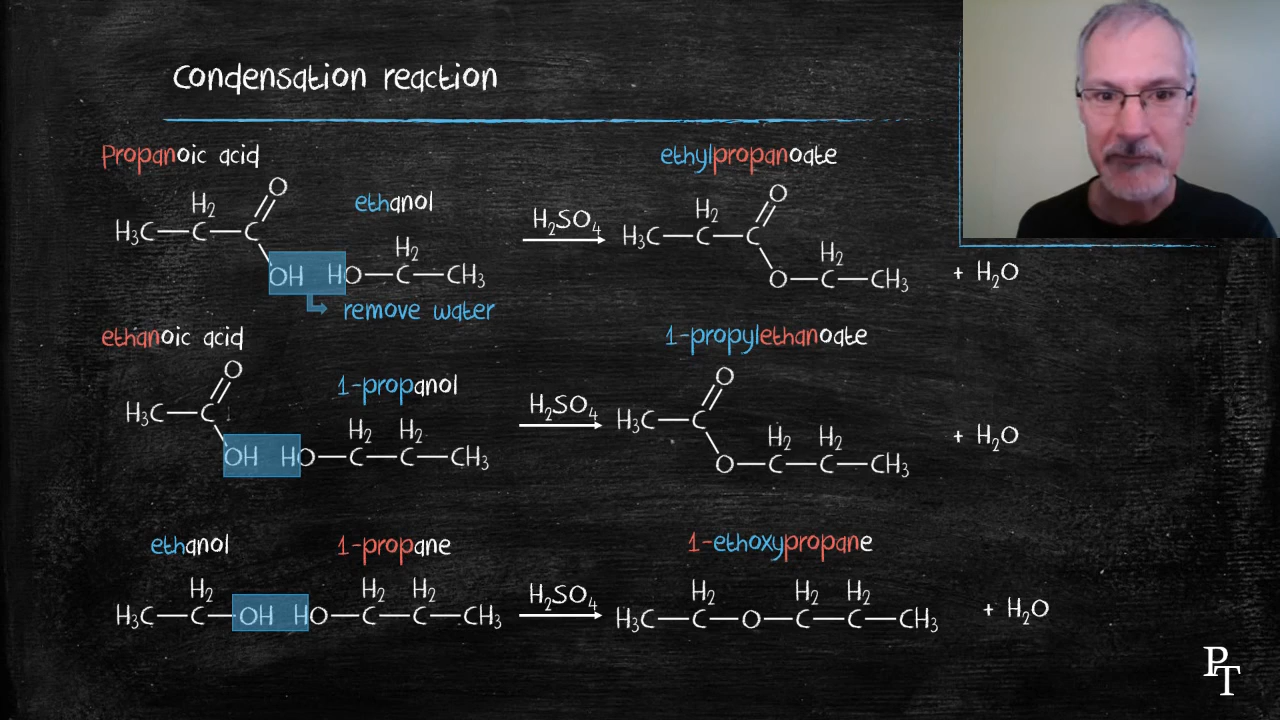 Condensation reaction
Propanoic acid
ethanol
H₃C—C—C
H₂
O
OH HO—C—CH₃
H₂
remove water
H₂SO₄
ethylpropanoate
H₃C—C—C
H₂
O
O—C—CH₃
H₂
+ H₂O
ethanoic acid
1-propanol
H₃C—C
O
OH HO—C—C—CH₃
H₂ H₂
H₂SO₄
1-propylethanoate
H₃C—C
O
O—C—C—CH₃
H₂ H₂
+ H₂O
ethanol
1-propane
H₂
H₃C—C—OH HO—C—C—CH₃
H₂ H₂
H₂SO₄
1-ethoxypropane
H₂ H₂ H₂
H₃C—C—O—C—C—CH₃
+ H₂O
PT